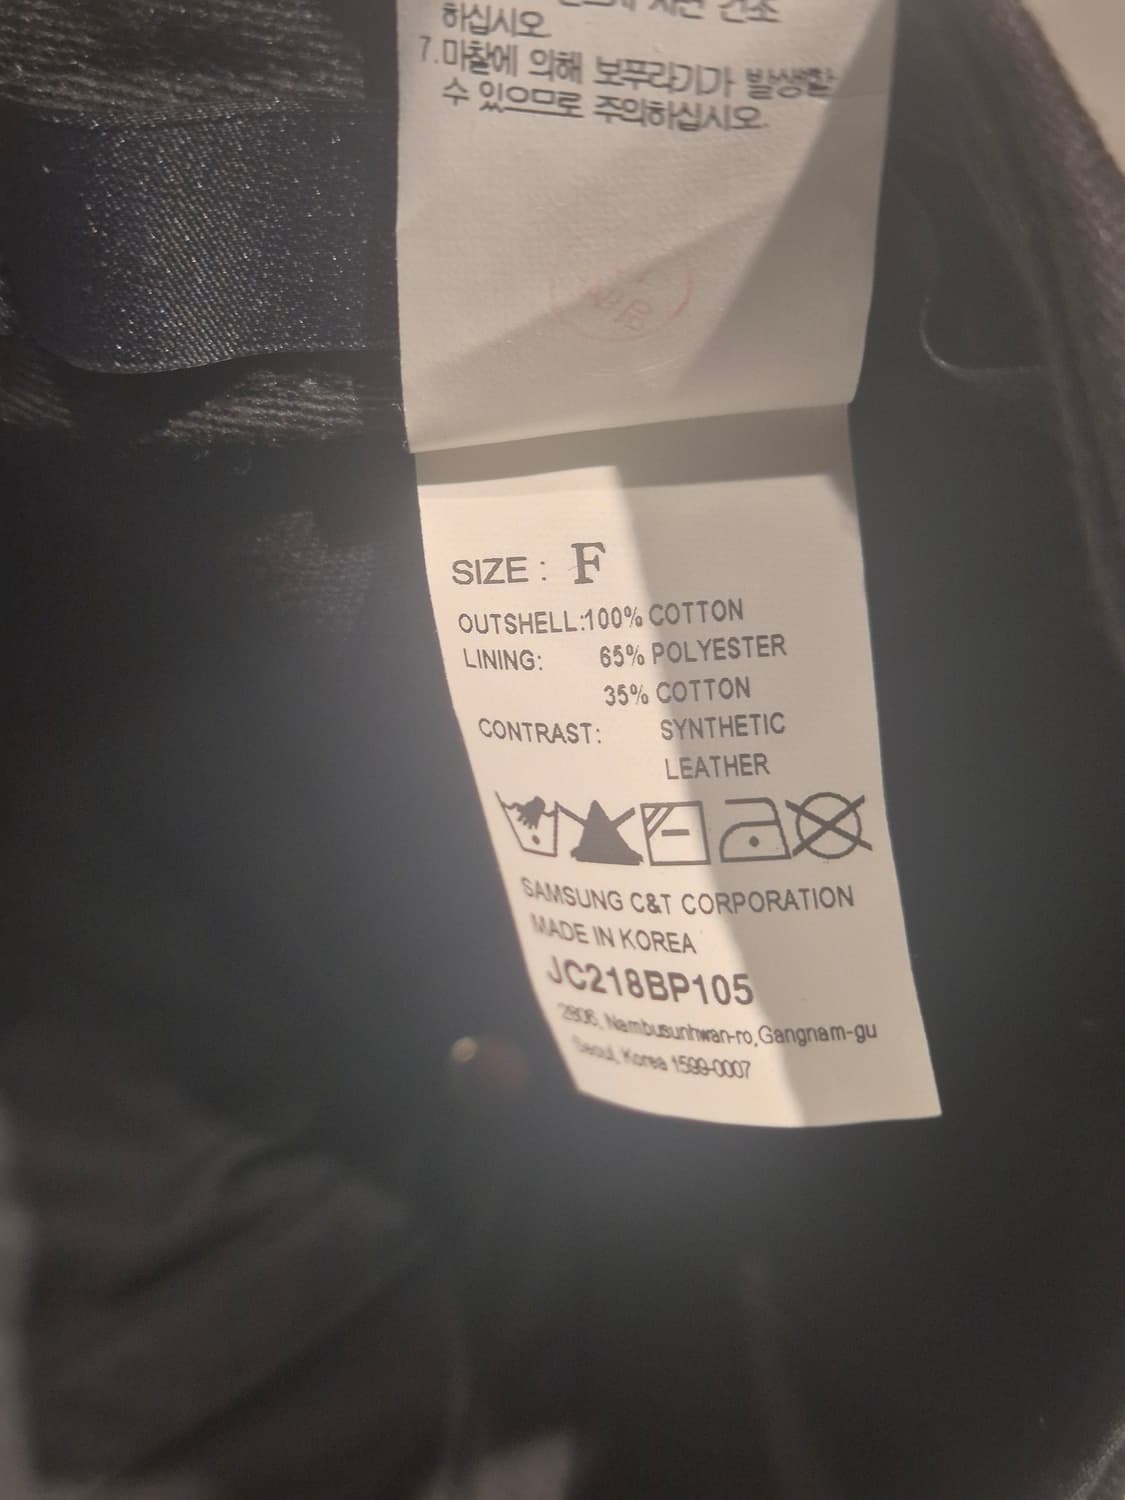 하십시오.
7.마찰에 의해 보푸라기가 발생할
수 있으므로 주의하십시오.
SIZE : F
OUTSHELL:100% COTTON
LINING: 65% POLYESTER
35% COTTON
CONTRAST: SYNTHETIC
LEATHER
SAMSUNG C&T CORPORATION
MADE IN KOREA
JC218BP105
2806, Nambusunhwan-ro,Gangnam-gu
Seoul, Korea 1599-0007